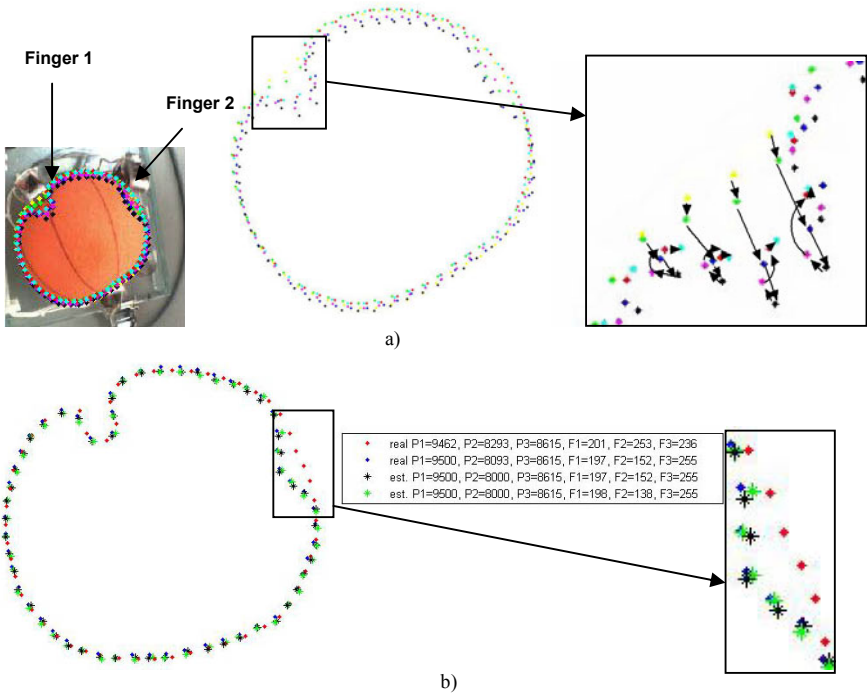 Finger 1
Finger 2
a)
real P1=9462, P2=8293, P3=8615, F1=201, F2=253, F3=236
real P1=9500, P2=8093, P3=8615, F1=197, F2=152, F3=255
est. P1=9500, P2=8000, P3=8615, F1=197, F2=152, F3=255
est. P1=9500, P2=8000, P3=8615, F1=198, F2=138, F3=255
b)